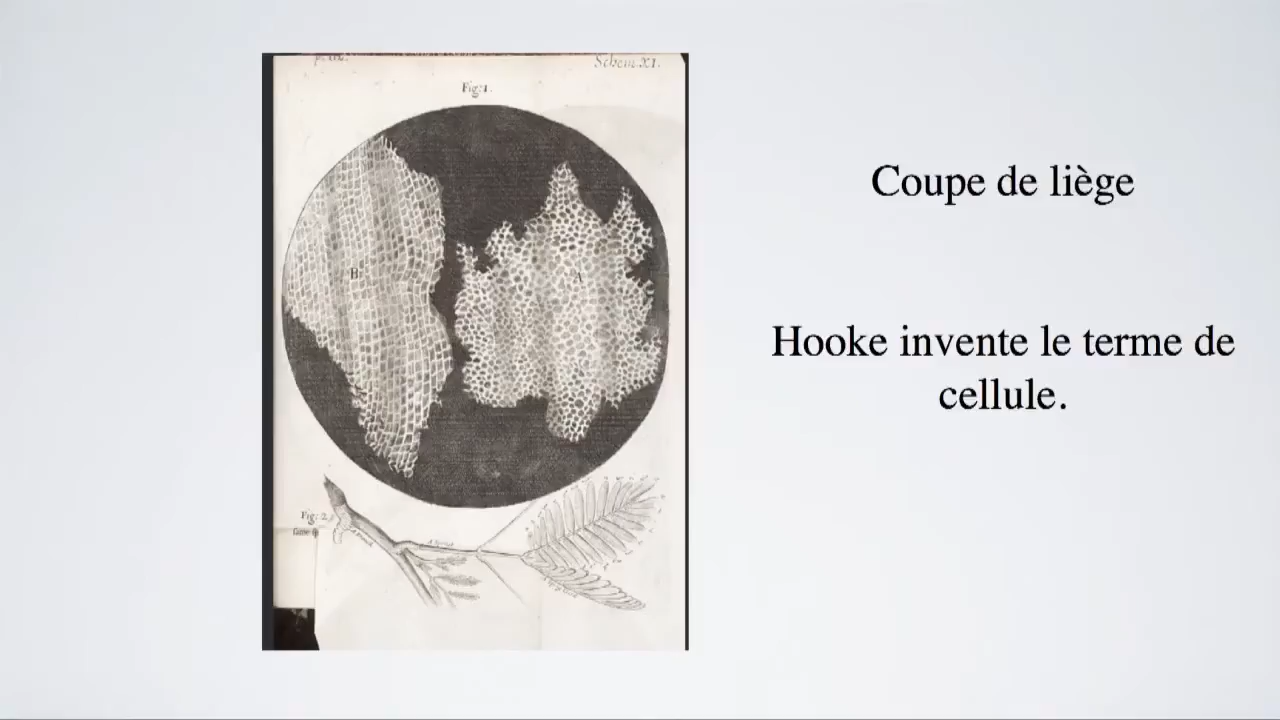 Schem. XI.
Fig: 1.
B
A
Fig: 2.
Coupe de liège
Hooke invente le terme de
cellule.